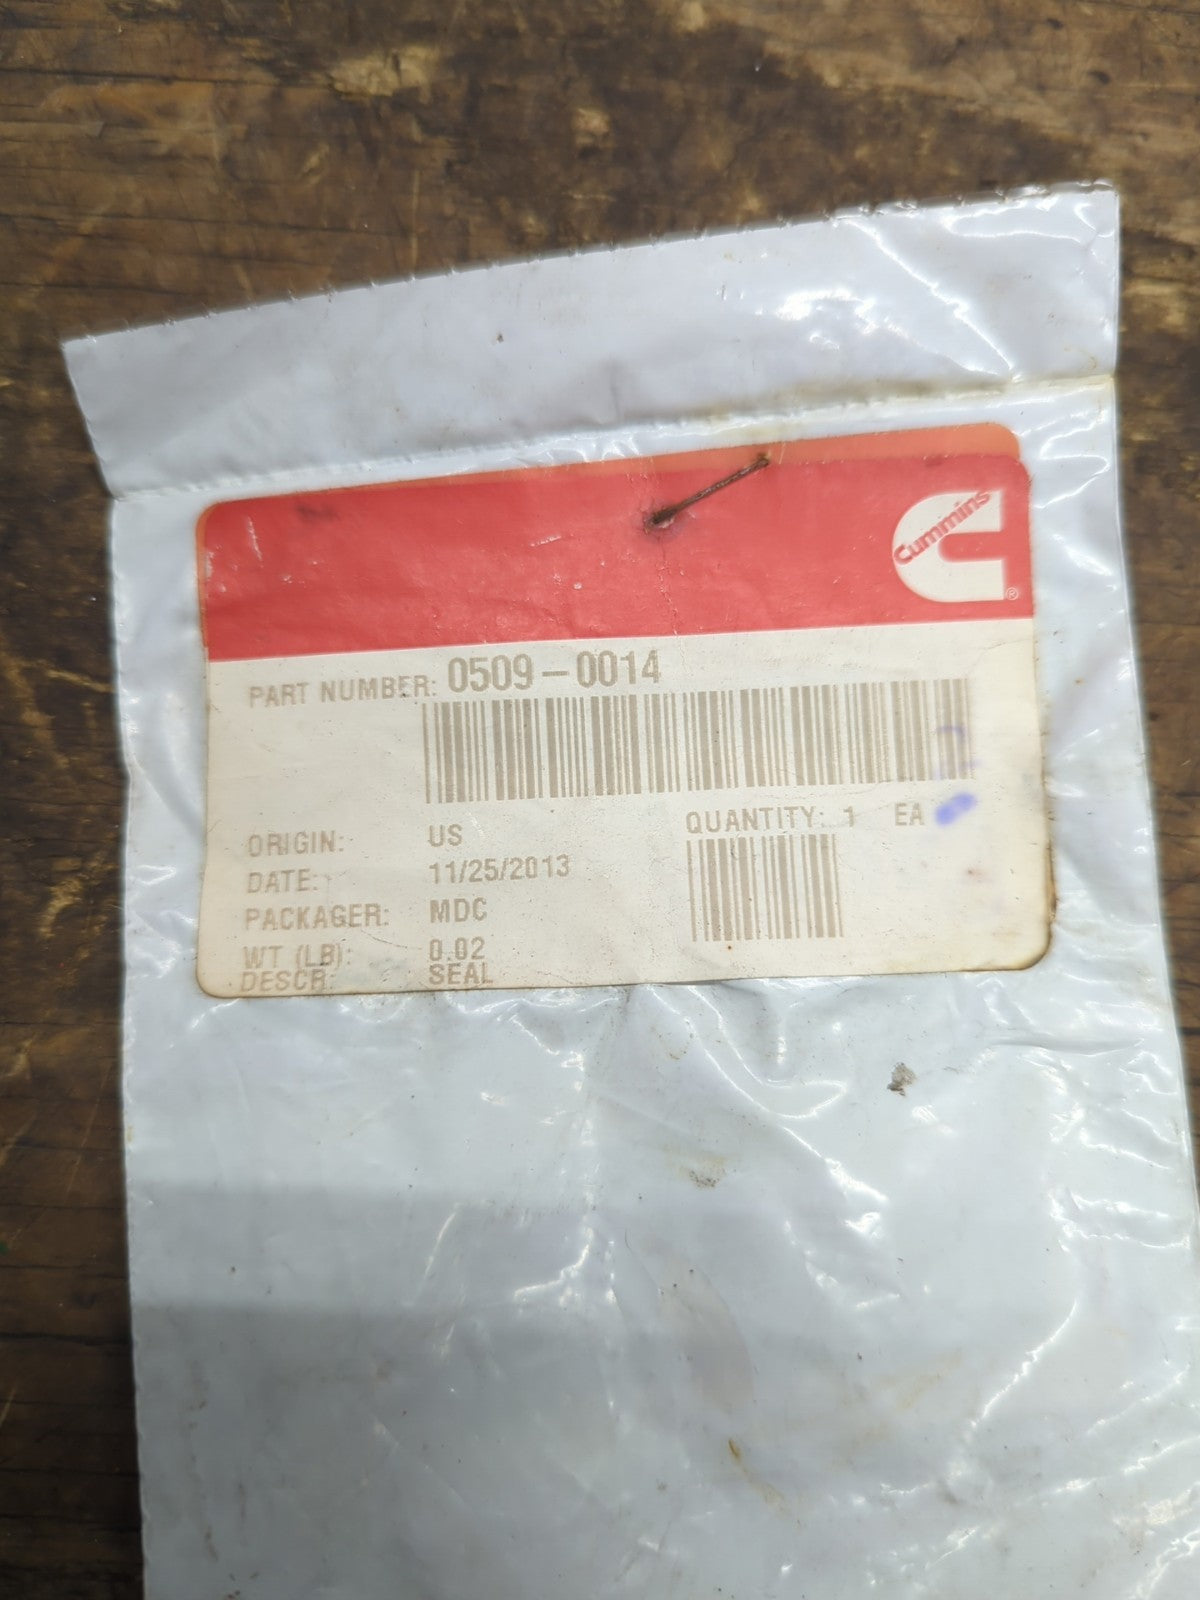 Cummins
®
PART NUMBER: 0509-0014
ORIGIN: US
QUANTITY: 1 EA
DATE: 11/25/2013
PACKAGER: MDC
WT (LB): 0.02
DESCR: SEAL